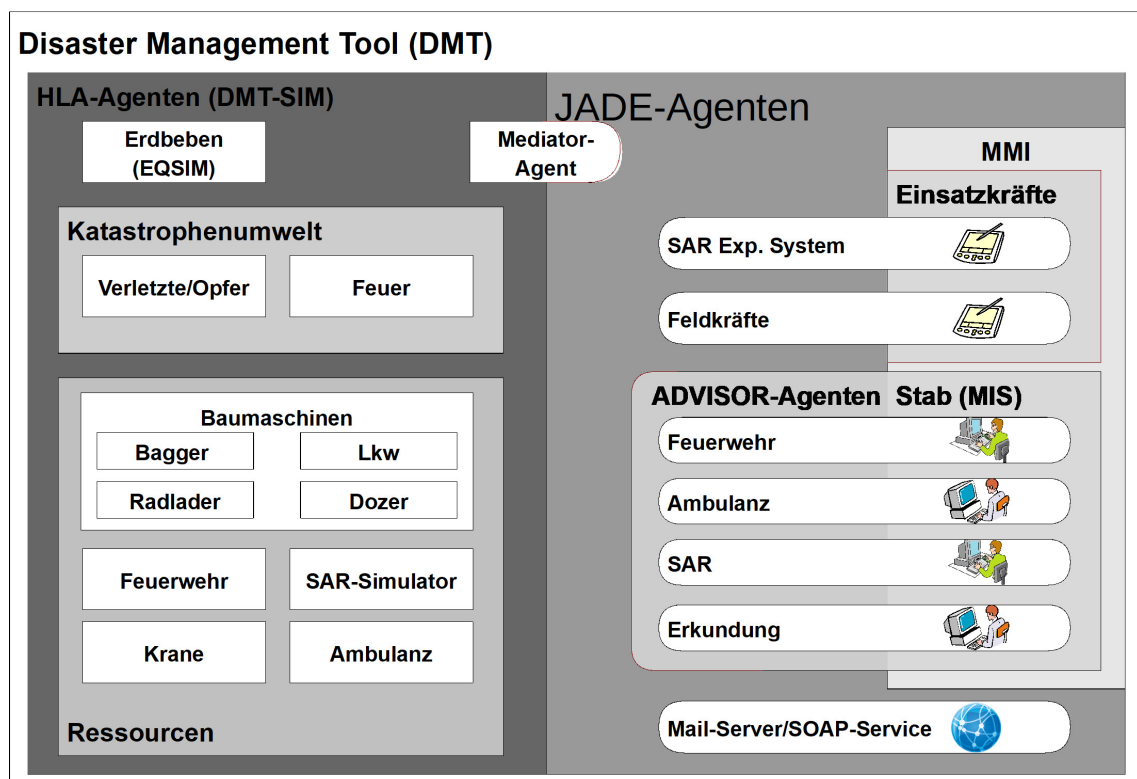 Disaster Management Tool (DMT)
HLA-Agenten (DMT-SIM)
Erdbeben
(EQSIM)
Katastrophenumwelt
Verletzte/Opfer
Feuer
Baumaschinen
Bagger
Lkw
Radlader
Dozer
Feuerwehr
SAR-Simulator
Krane
Ambulanz
Ressourcen
Mediator-
Agent
JADE-Agenten
MMI
Einsatzkräfte
SAR Exp. System
Feldkräfte
ADVISOR-Agenten
Stab (MIS)
Feuerwehr
Ambulanz
SAR
Erkundung
Mail-Server/SOAP-Service